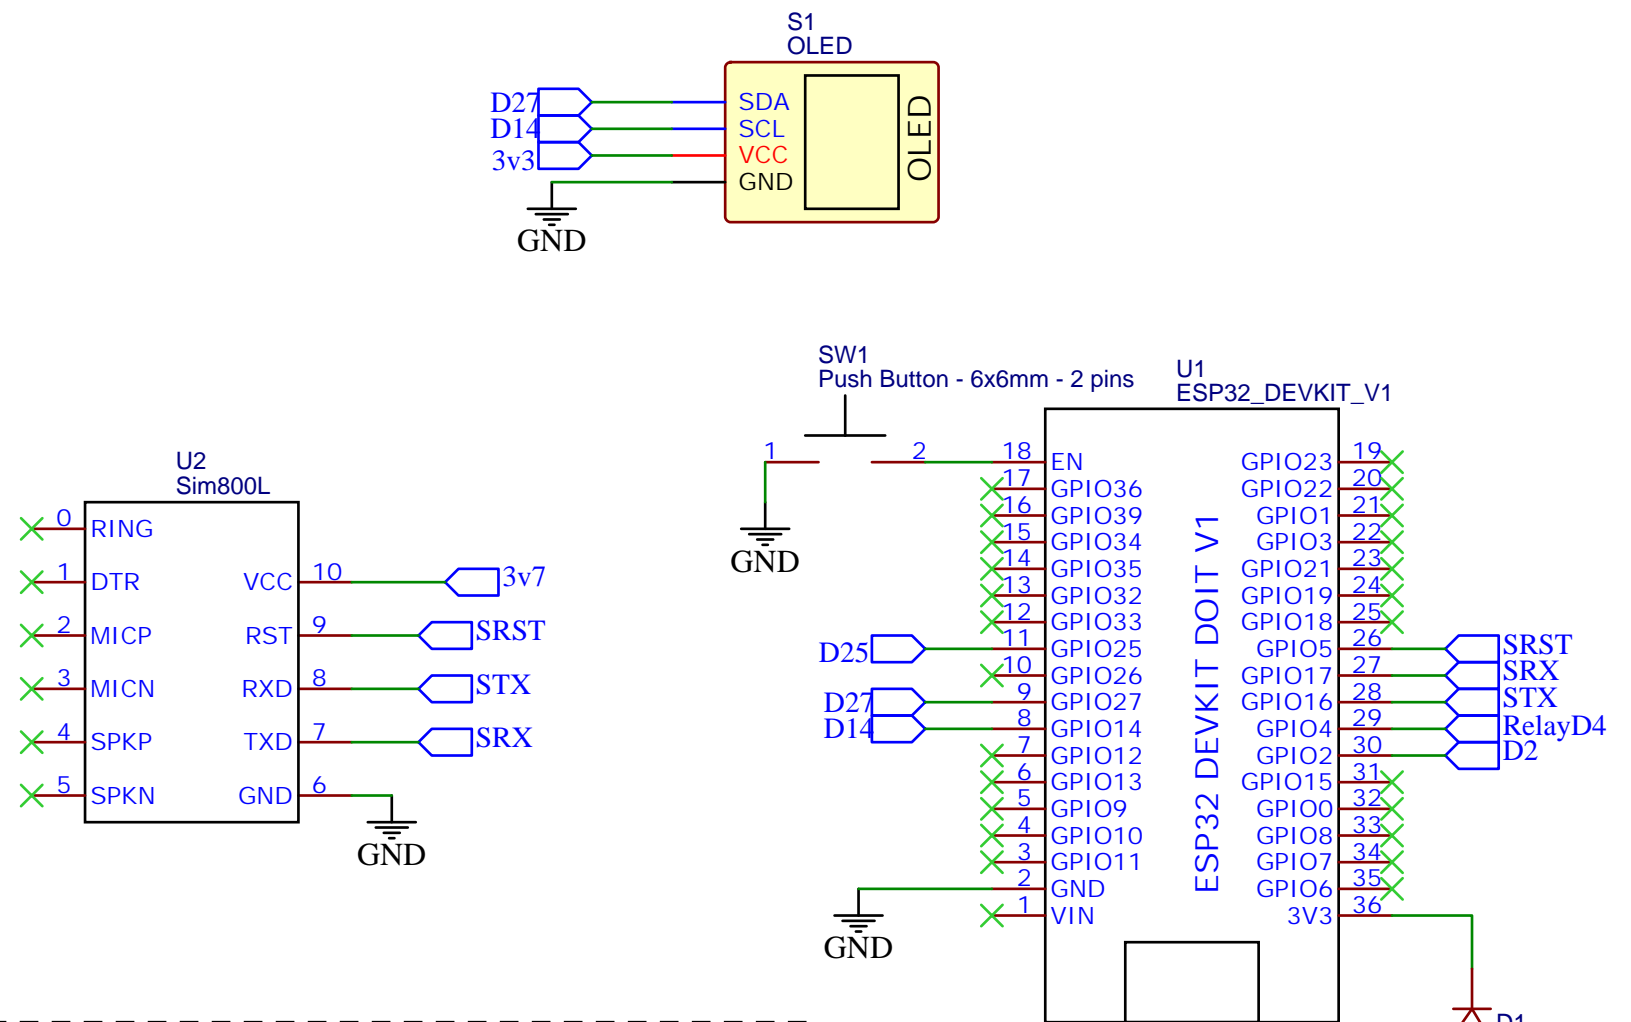 S1
OLED
D27
SDA
D14
SCL
3v3
VCC
GND
OLED
GND
SW1
Push Button - 6x6mm - 2 pins
1
2
GND
U1
ESP32_DEVKIT_V1
18 EN
17 GPIO36
16 GPIO39
15 GPIO34
14 GPIO35
13 GPIO32
12 GPIO33
D25 11 GPIO25
10 GPIO26
D27 9 GPIO27
D14 8 GPIO14
7 GPIO12
6 GPIO13
5 GPIO9
4 GPIO10
3 GPIO11
2 GND
1 VIN
GND
ESP32 DEVKIT DOIT V1
GPIO23 19
GPIO22 20
GPIO1 21
GPIO3 22
GPIO21 23
GPIO19 24
GPIO18 25
GPIO5 26 SRST
GPIO17 27 SRX
GPIO16 28 STX
GPIO4 29 RelayD4
GPIO2 30 D2
GPIO15 31
GPIO0 32
GPIO8 33
GPIO7 34
GPIO6 35
3V3 36
D1
U2
Sim800L
0 RING
1 DTR
2 MICP
3 MICN
4 SPKP
5 SPKN
VCC 10 3v7
RST 9 SRST
RXD 8 STX
TXD 7 SRX
GND 6
GND